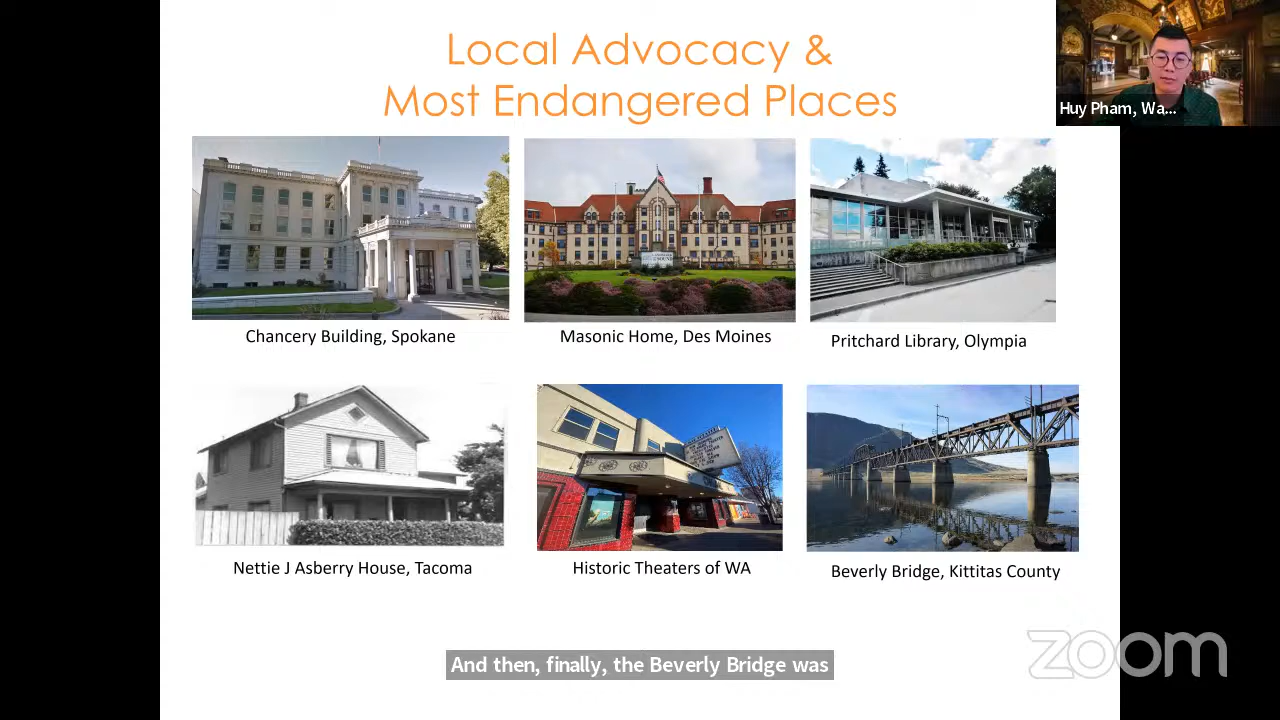 Local Advocacy &
Most Endangered Places
Huy Pham, Wa...
Chancery Building, Spokane
Masonic Home, Des Moines
Pritchard Library, Olympia
Nettie J Asberry House, Tacoma
Historic Theaters of WA
Beverly Bridge, Kittitas County
And then, finally, the Beverly Bridge was
zoom